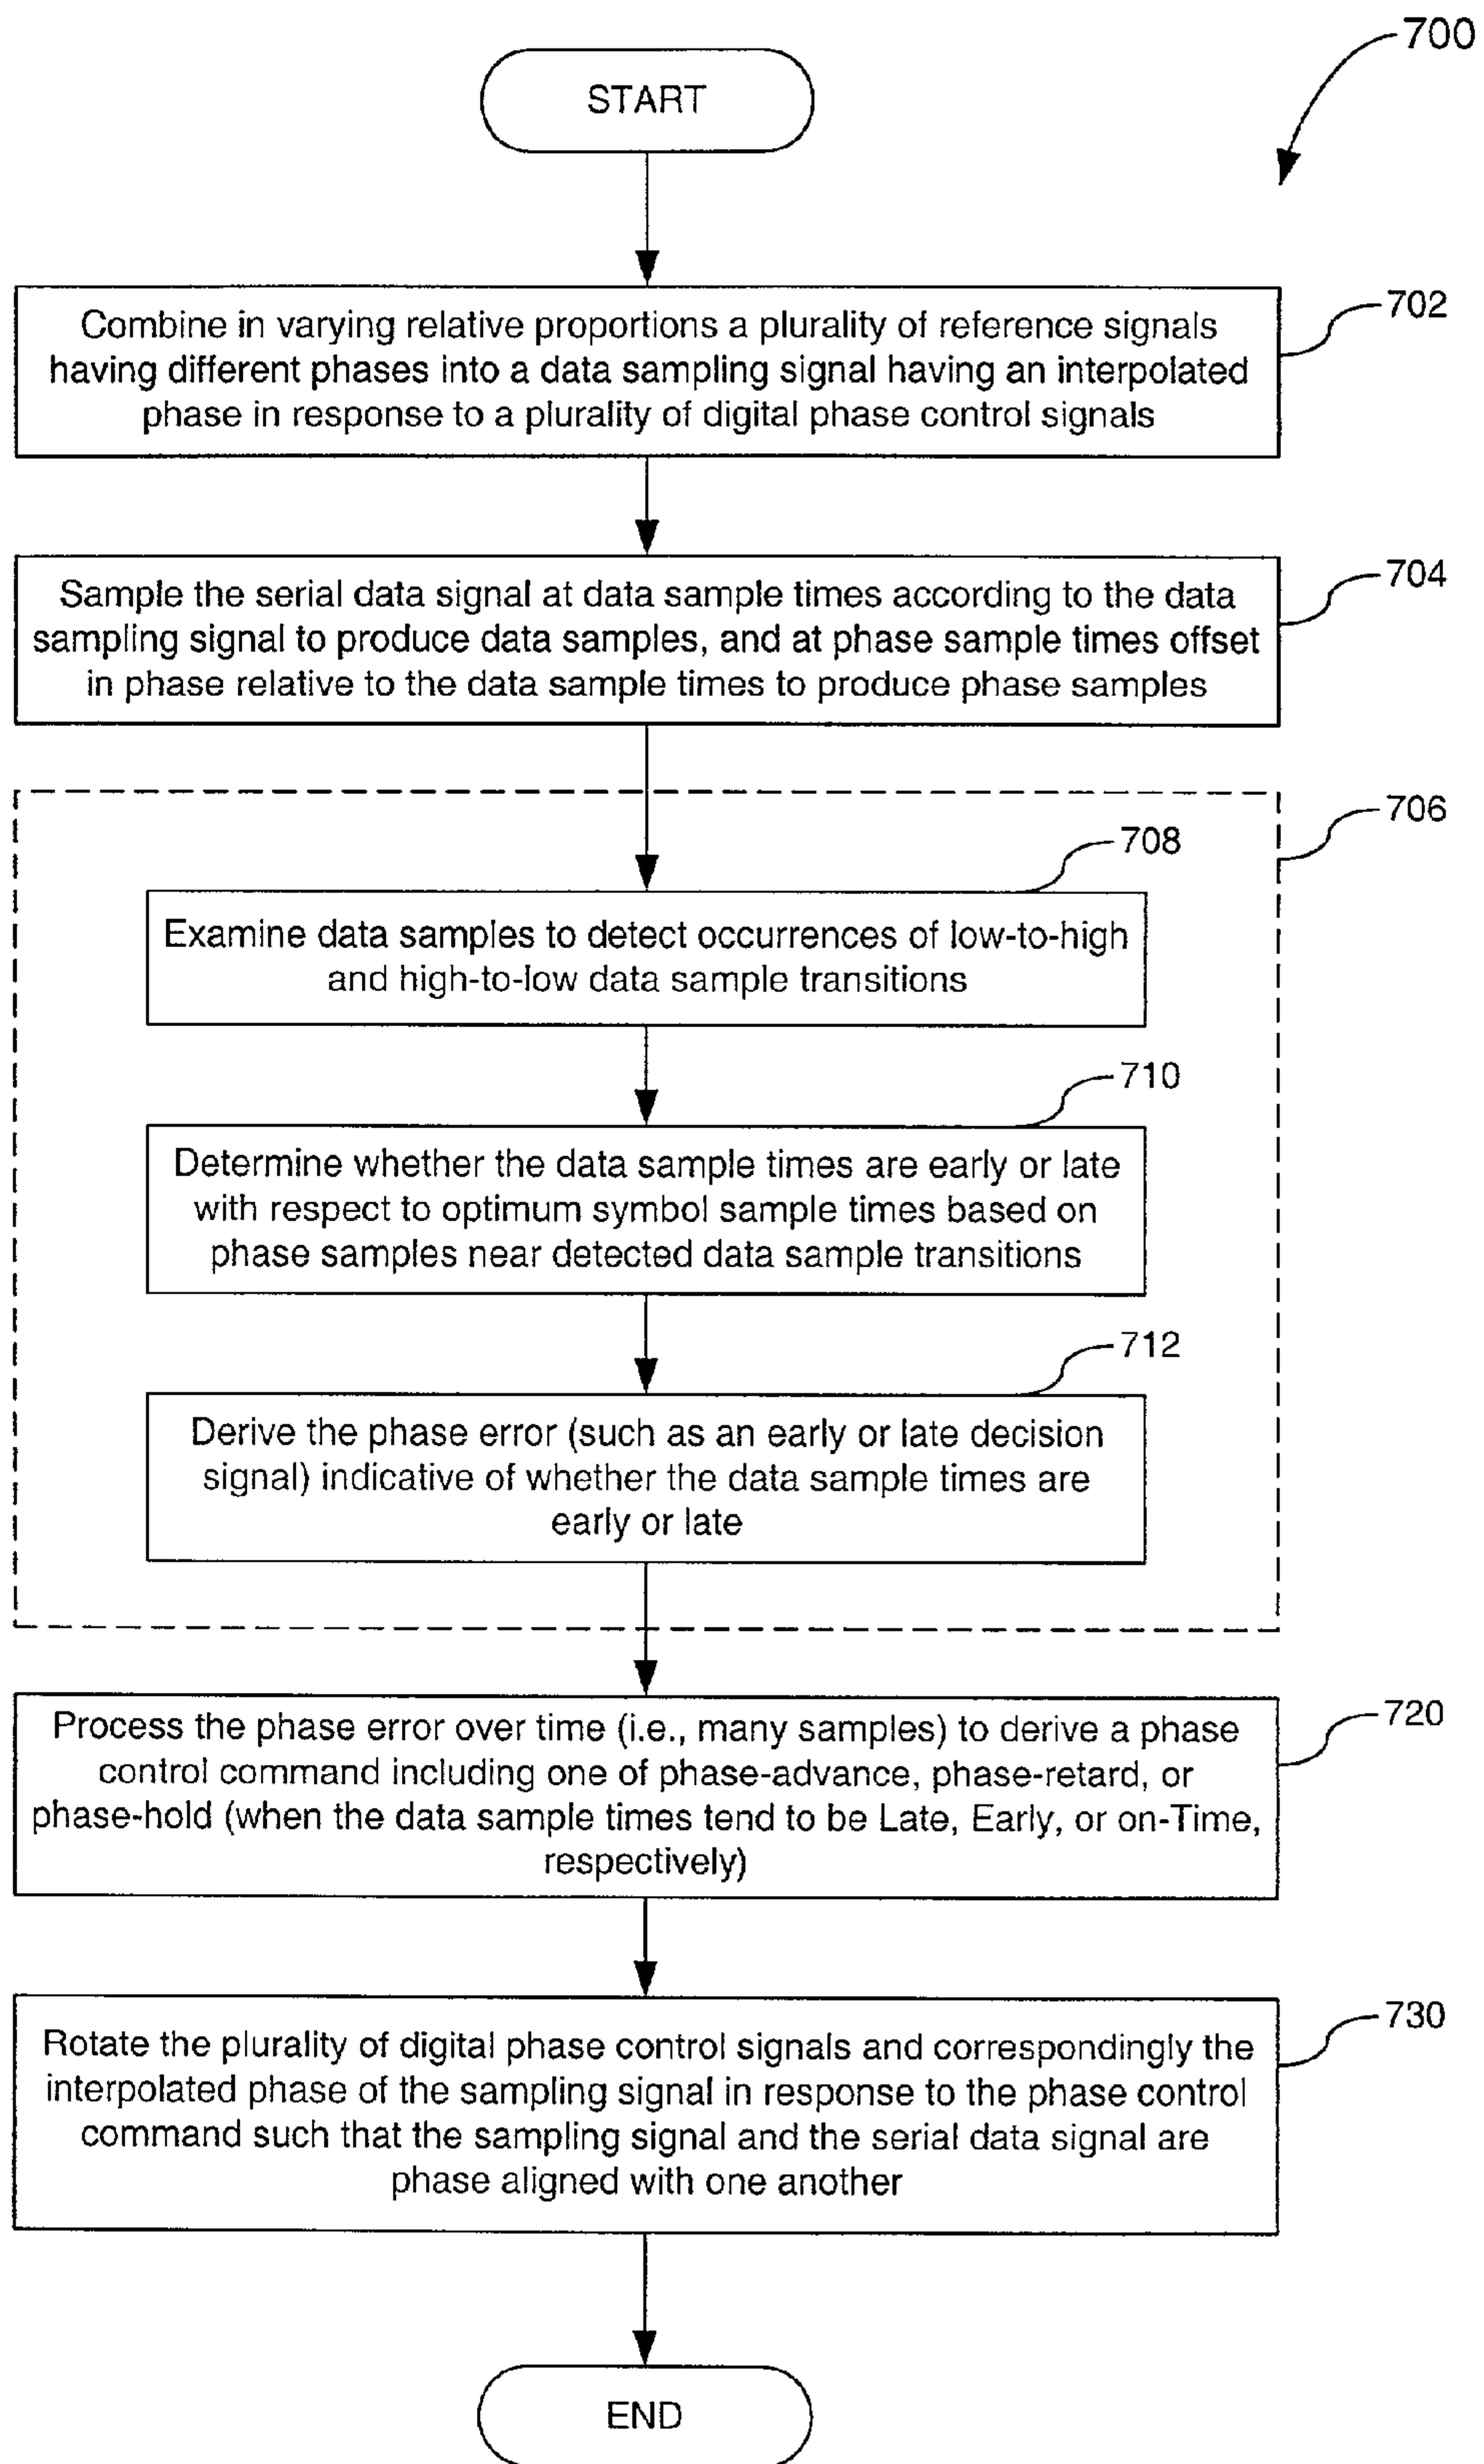 700
START
702
Combine in varying relative proportions a plurality of reference signals
having different phases into a data sampling signal having an interpolated
phase in response to a plurality of digital phase control signals
704
Sample the serial data signal at data sample times according to the data
sampling signal to produce data samples, and at phase sample times offset
in phase relative to the data sample times to produce phase samples
706
708
Examine data samples to detect occurrences of low-to-high
and high-to-low data sample transitions
710
Determine whether the data sample times are early or late
with respect to optimum symbol sample times based on
phase samples near detected data sample transitions
712
Derive the phase error (such as an early or late decision
signal) indicative of whether the data sample times are
early or late
720
Process the phase error over time (i.e., many samples) to derive a phase
control command including one of phase-advance, phase-retard, or
phase-hold (when the data sample times tend to be Late, Early, or on-Time,
respectively)
730
Rotate the plurality of digital phase control signals and correspondingly the
interpolated phase of the sampling signal in response to the phase control
command such that the sampling signal and the serial data signal are
phase aligned with one another
END